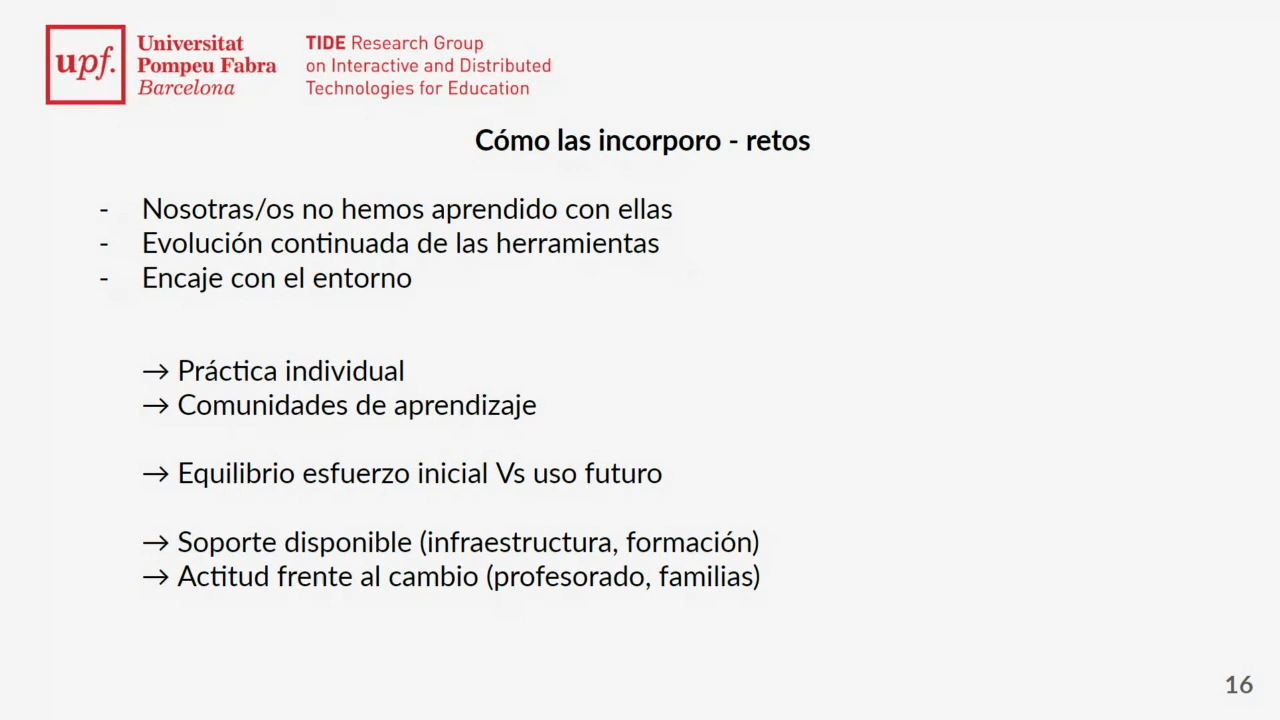 upf.
Universitat
Pompeu Fabra
Barcelona
TIDE Research Group
on Interactive and Distributed
Technologies for Education
Cómo las incorporo - retos
- Nosotras/os no hemos aprendido con ellas
- Evolución continuada de las herramientas
- Encaje con el entorno
→ Práctica individual
→ Comunidades de aprendizaje
→ Equilibrio esfuerzo inicial Vs uso futuro
→ Soporte disponible (infraestructura, formación)
→ Actitud frente al cambio (profesorado, familias)
16